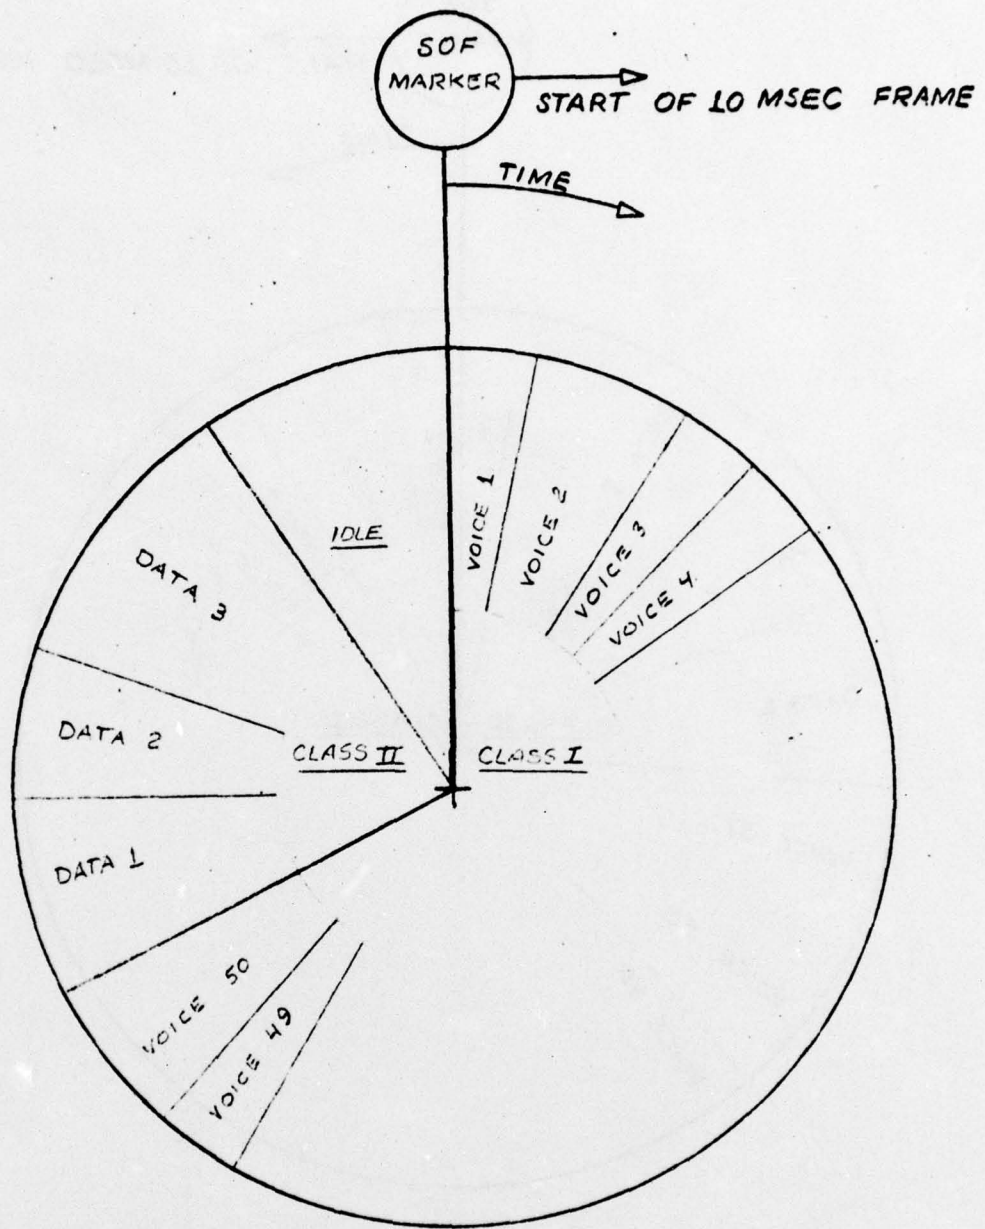 SOF
MARKER
START OF 10 MSEC FRAME
TIME
VOICE 1
VOICE 2
VOICE 3
VOICE 4
IDLE
DATA 3
DATA 2
CLASS II
CLASS I
DATA 1
VOICE 50
VOICE 49